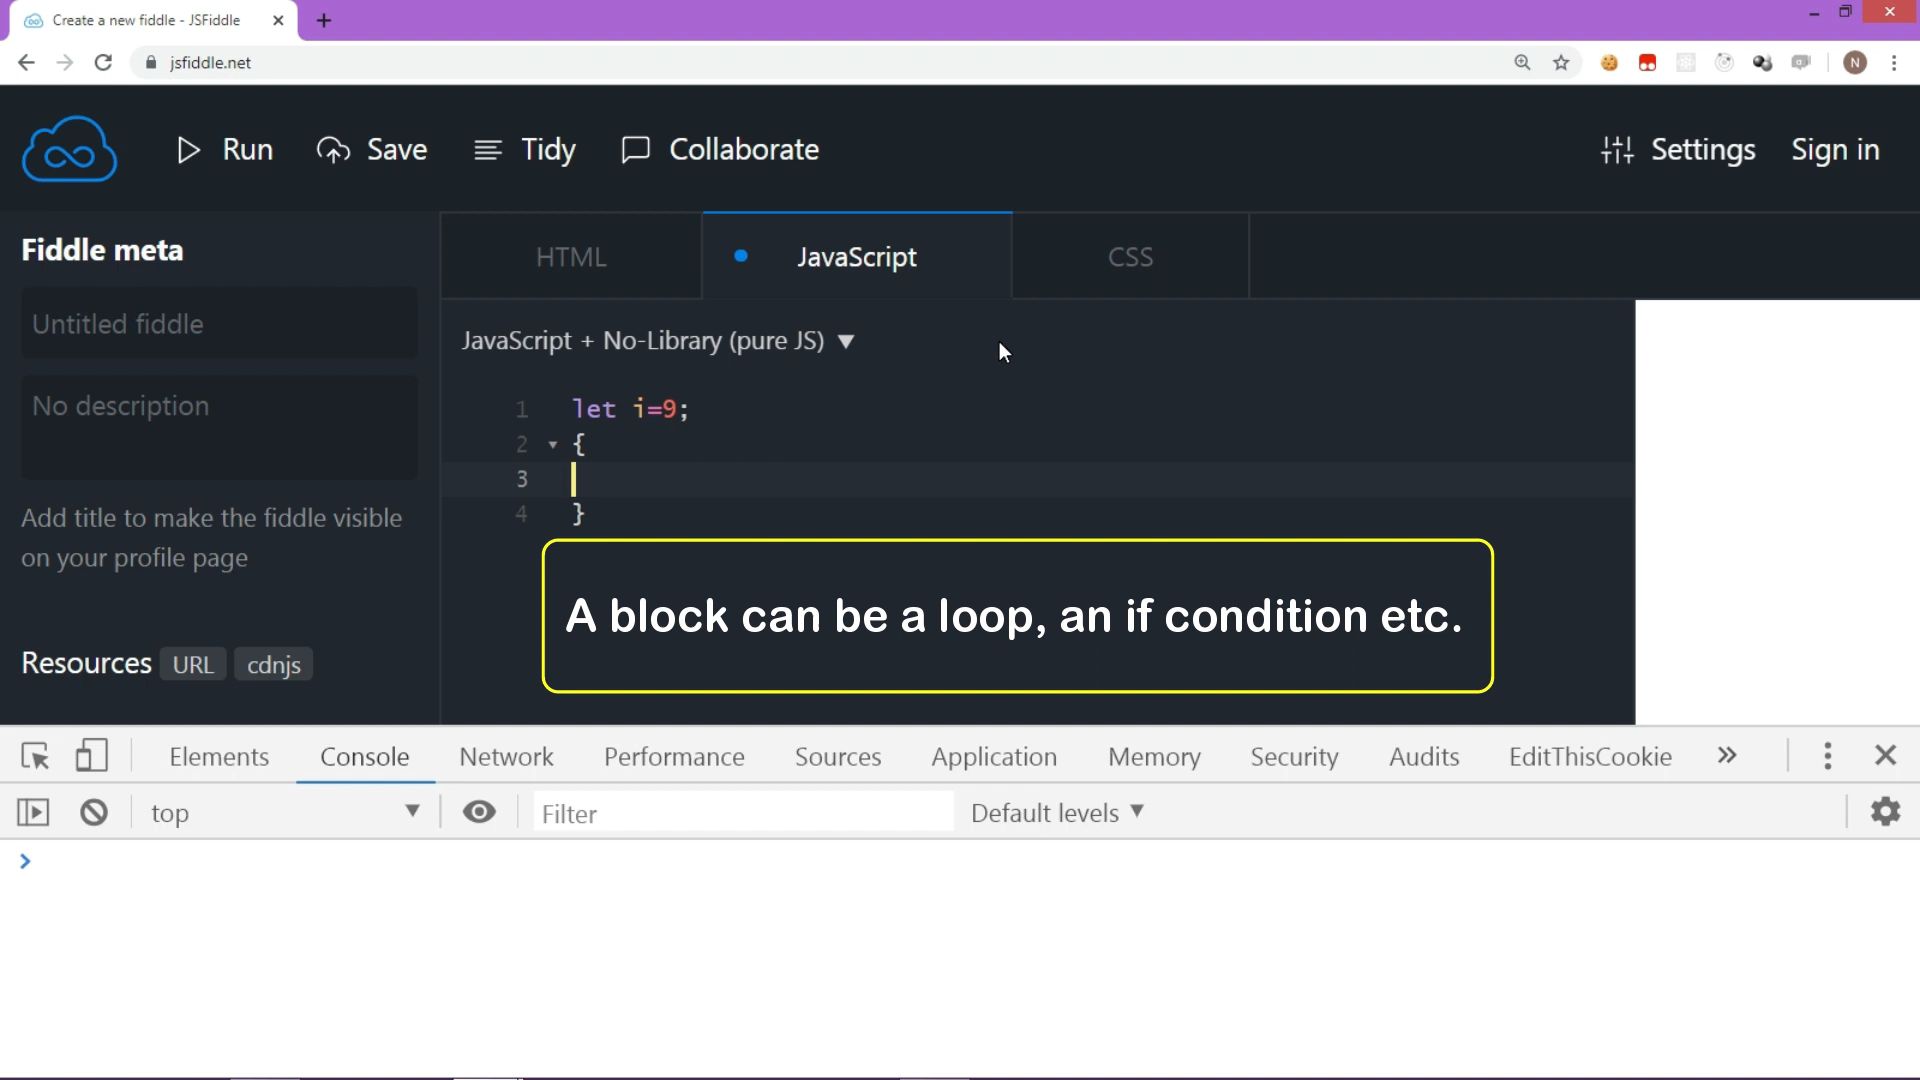 Create a new fiddle - JSFiddle
jsfiddle.net
N
Run Save Tidy Collaborate Settings Sign in
Fiddle meta
HTML JavaScript CSS
Untitled fiddle
JavaScript + No-Library (pure JS)
No description
1 let i=9;
2 {
3
4 }
Add title to make the fiddle visible
on your profile page
A block can be a loop, an if condition etc.
Resources URL cdnjs
Elements Console Network Performance Sources Application Memory Security Audits EditThisCookie
top Filter Default levels